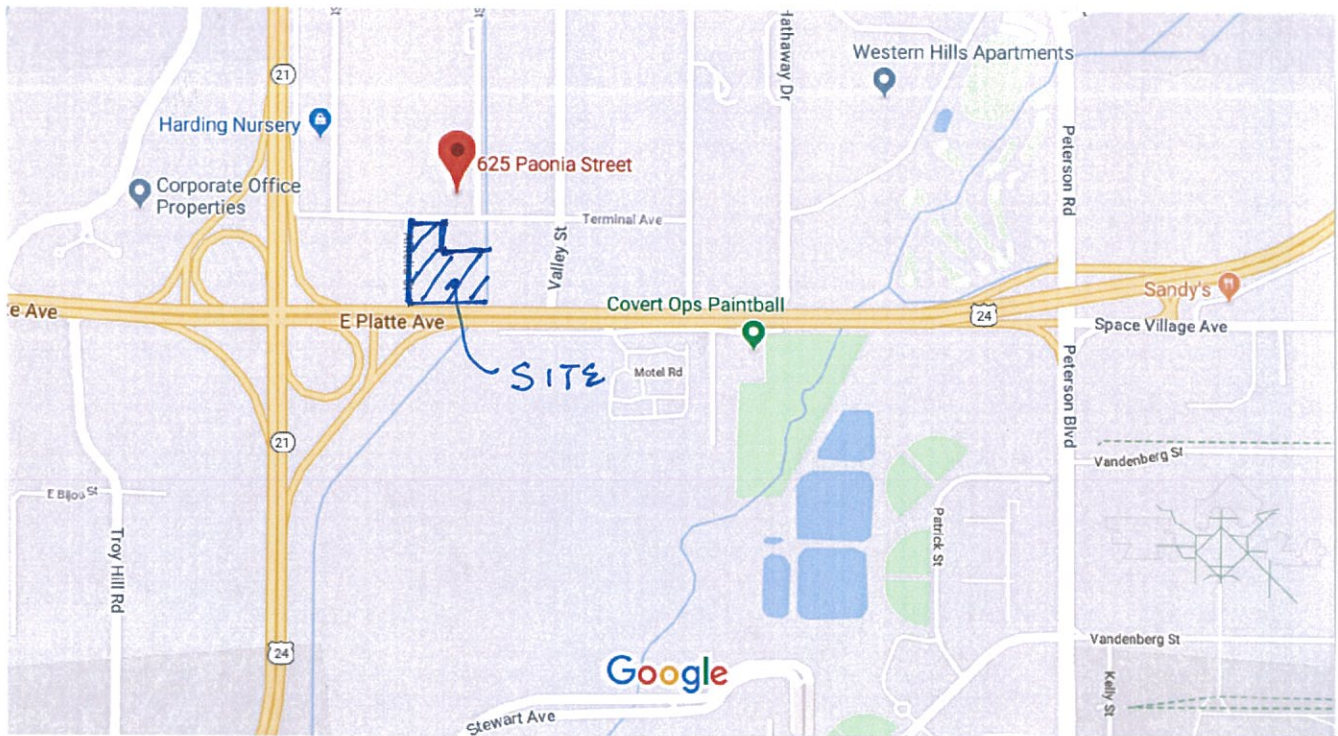 St
St
Hathaway Dr
Western Hills Apartments
21
Harding Nursery
625 Paonia Street
Peterson Rd
Corporate Office
Properties
Terminal Ave
Valley St
e Ave
E Platte Ave
Covert Ops Paintball
24
Sandy's
Space Village Ave
SITE
Motel Rd
Peterson Blvd
21
Vandenberg St
E Bijou St
Troy Hill Rd
Patrick St
24
Vandenberg St
Google
Kelly St
Stewart Ave